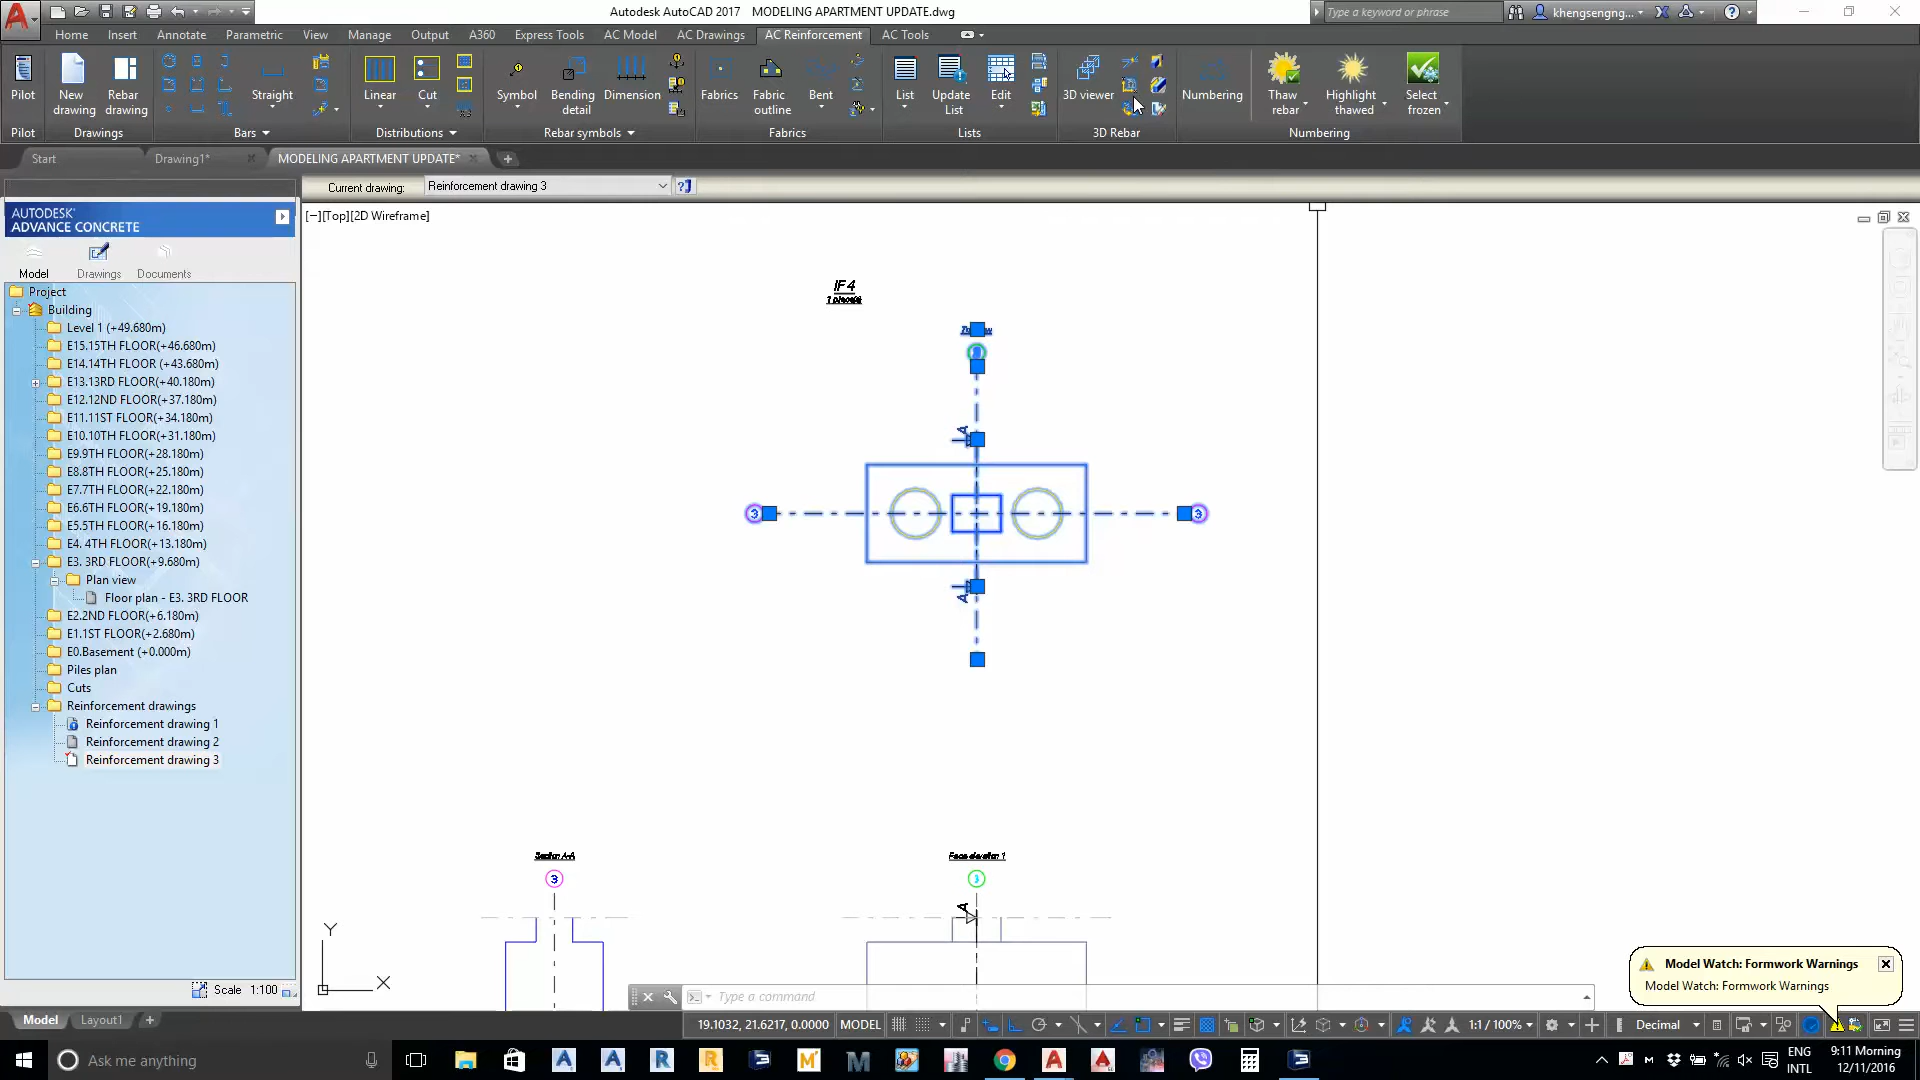 Autodesk AutoCAD 2017 MODELING APARTMENT UPDATE.dwg
Type a keyword or phrase
khengsengng...
Home Insert Annotate Parametric View Manage Output A360 Express Tools AC Model AC Drawings AC Reinforcement AC Tools
Pilot New drawing Rebar drawing Straight Linear Cut Symbol Bending detail Dimension Fabrics Fabric outline Bent List Update List Edit 3D viewer Numbering Thaw rebar Highlight thawed Select frozen
Pilot Drawings Bars Distributions Rebar symbols Fabrics Lists 3D Rebar Numbering
Start Drawing1* MODELING APARTMENT UPDATE*
Current drawing: Reinforcement drawing 3
[−][Top][2D Wireframe]
AUTODESK®
ADVANCE CONCRETE
Model Drawings Documents
Project
Building
Level 1 (+49.680m)
E15.15TH FLOOR(+46.680m)
E14.14TH FLOOR (+43.680m)
E13.13RD FLOOR(+40.180m)
E12.12ND FLOOR(+37.180m)
E11.11ST FLOOR(+34.180m)
E10.10TH FLOOR(+31.180m)
E9.9TH FLOOR(+28.180m)
E8.8TH FLOOR(+25.180m)
E7.7TH FLOOR(+22.180m)
E6.6TH FLOOR(+19.180m)
E5.5TH FLOOR(+16.180m)
E4. 4TH FLOOR(+13.180m)
E3. 3RD FLOOR(+9.680m)
Plan view
Floor plan - E3. 3RD FLOOR
E2.2ND FLOOR(+6.180m)
E1.1ST FLOOR(+2.680m)
E0.Basement (+0.000m)
Piles plan
Cuts
Reinforcement drawings
Reinforcement drawing 1
Reinforcement drawing 2
Reinforcement drawing 3
Scale 1:100
IF4
A
3 3
A
Section A-A Face elevation 1
3
A
Y
X
Type a command
Model Watch: Formwork Warnings
Model Watch: Formwork Warnings
Model Layout1
19.1032, 21.6217, 0.0000 MODEL 1:1 / 100% Decimal
Ask me anything
ENG
INTL
9:11 Morning
12/11/2016